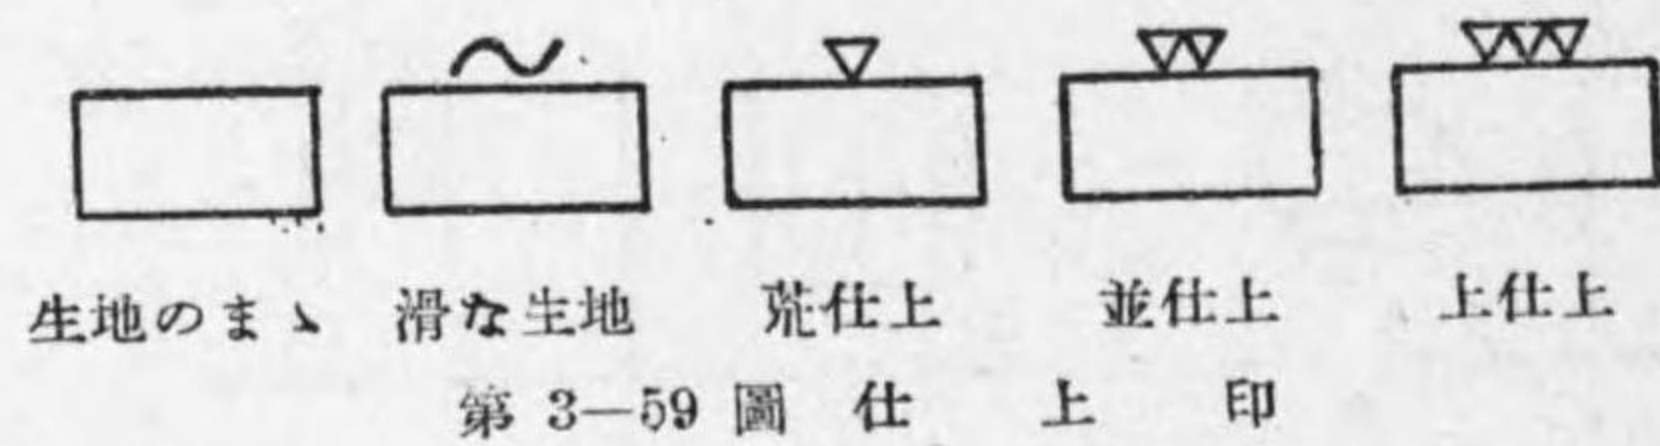 生地のまゝ 滑な生地 荒仕上 並仕上 上仕上
第 3—59 圖 仕 上 印